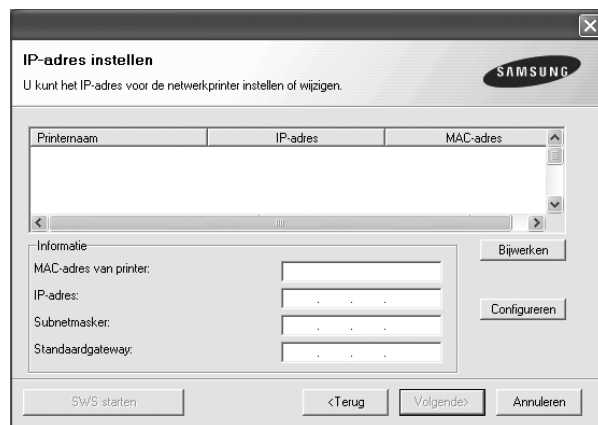 IP-adres instellen
U kunt het IP-adres voor de netwerkprinter instellen of wijzigen.
SAMSUNG
Printernaam IP-adres MAC-adres
Informatie
MAC-adres van printer:
IP-adres:
Subnetmasker:
Standaardgateway:
Bijwerken
Configureren
SWS starten <Terug Volgende> Annuleren